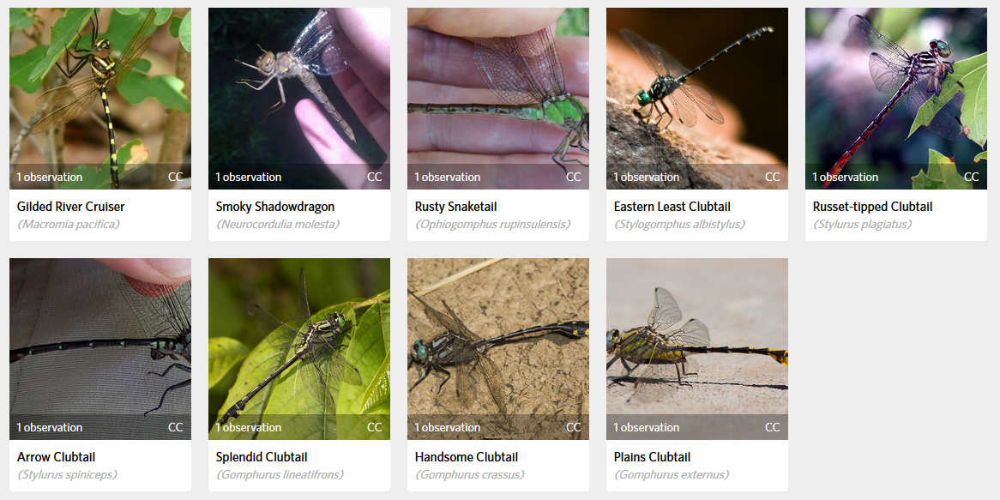 1 observation CC
Gilded River Cruiser
(Macromia pacifica)
1 observation CC
Smoky Shadowdragon
(Neurocordulia molesta)
1 observation CC
Rusty Snaketail
(Ophiogomphus rupinsulensis)
1 observation CC
Eastern Least Clubtail
(Stylogomphus albistylus)
1 observation CC
Russet-tipped Clubtail
(Stylurus plagiatus)
1 observation CC
Arrow Clubtail
(Stylurus spiniceps)
1 observation CC
Splendid Clubtail
(Gomphurus lineatifrons)
1 observation CC
Handsome Clubtail
(Gomphurus crassus)
1 observation CC
Plains Clubtail
(Gomphurus externus)